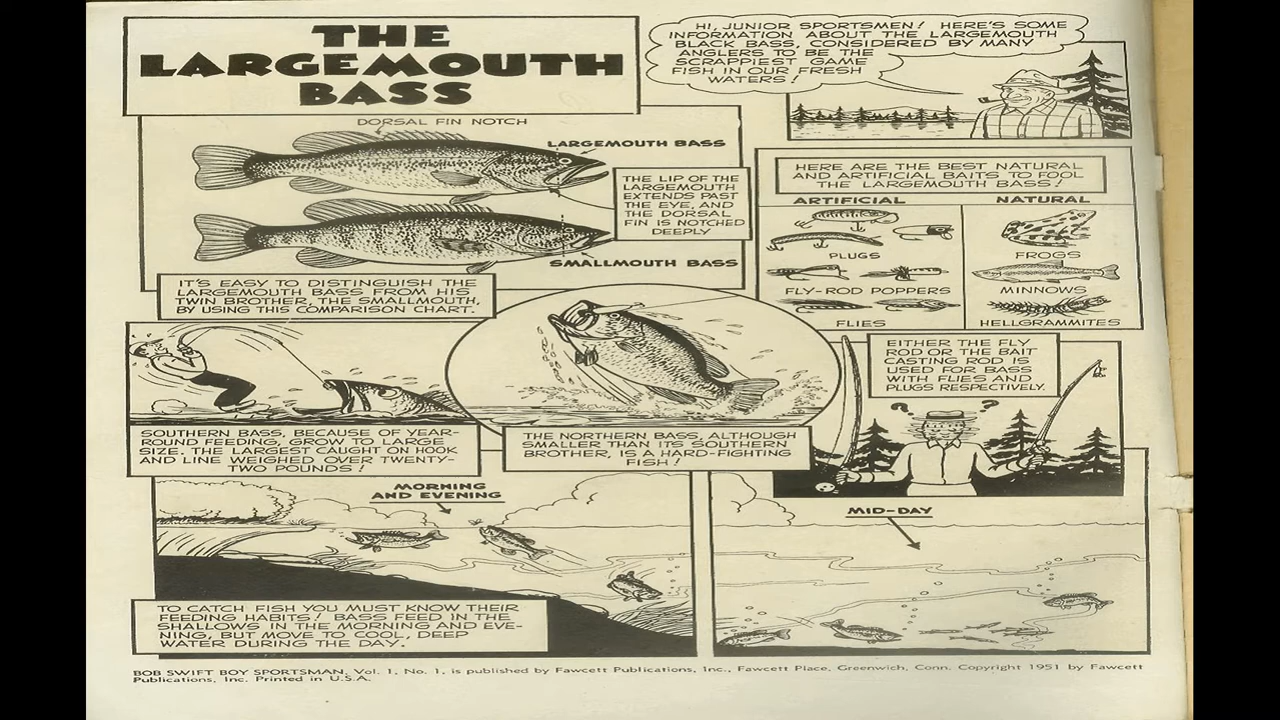 THE
LARGEMOUTH
BASS
HI, JUNIOR SPORTSMEN! HERE'S SOME
INFORMATION ABOUT THE LARGEMOUTH
BLACK BASS, CONSIDERED BY MANY
ANGLERS TO BE THE
SCRAPPIEST GAME
FISH IN OUR FRESH
WATERS!
DORSAL FIN NOTCH
LARGEMOUTH BASS
THE LIP OF THE
LARGEMOUTH
EXTENDS PAST
THE EYE, AND
THE DORSAL
FIN IS NOTCHED
DEEPLY
SMALLMOUTH BASS
IT'S EASY TO DISTINGUISH THE
LARGEMOUTH BASS FROM HIS
TWIN BROTHER, THE SMALLMOUTH,
BY USING THIS COMPARISON CHART.
HERE ARE THE BEST NATURAL
AND ARTIFICIAL BAITS TO FOOL
THE LARGEMOUTH BASS!
ARTIFICIAL
NATURAL
PLUGS
FROGS
FLY-ROD POPPERS
MINNOWS
FLIES
HELLGRAMMITES
SOUTHERN BASS, BECAUSE OF YEAR-
ROUND FEEDING, GROW TO LARGE
SIZE. THE LARGEST CAUGHT ON HOOK
AND LINE WEIGHED OVER TWENTY-
TWO POUNDS!
THE NORTHERN BASS, ALTHOUGH
SMALLER THAN ITS SOUTHERN
BROTHER, IS A HARD-FIGHTING
FISH!
EITHER THE FLY
ROD OR THE BAIT
CASTING ROD IS
USED FOR BASS
WITH FLIES AND
PLUGS RESPECTIVELY.
? ?
MORNING
AND EVENING
TO CATCH FISH YOU MUST KNOW THEIR
FEEDING HABITS! BASS FEED IN THE
SHALLOWS IN THE MORNING AND EVE-
NING, BUT MOVE TO COOL, DEEP
WATER DURING THE DAY.
MID-DAY
BOB SWIFT BOY SPORTSMAN, Vol. 1, No. 1, is published by Fawcett Publications, Inc., Fawcett Place, Greenwich, Conn. Copyright 1951 by Fawcett
Publications, Inc. Printed in U.S.A.